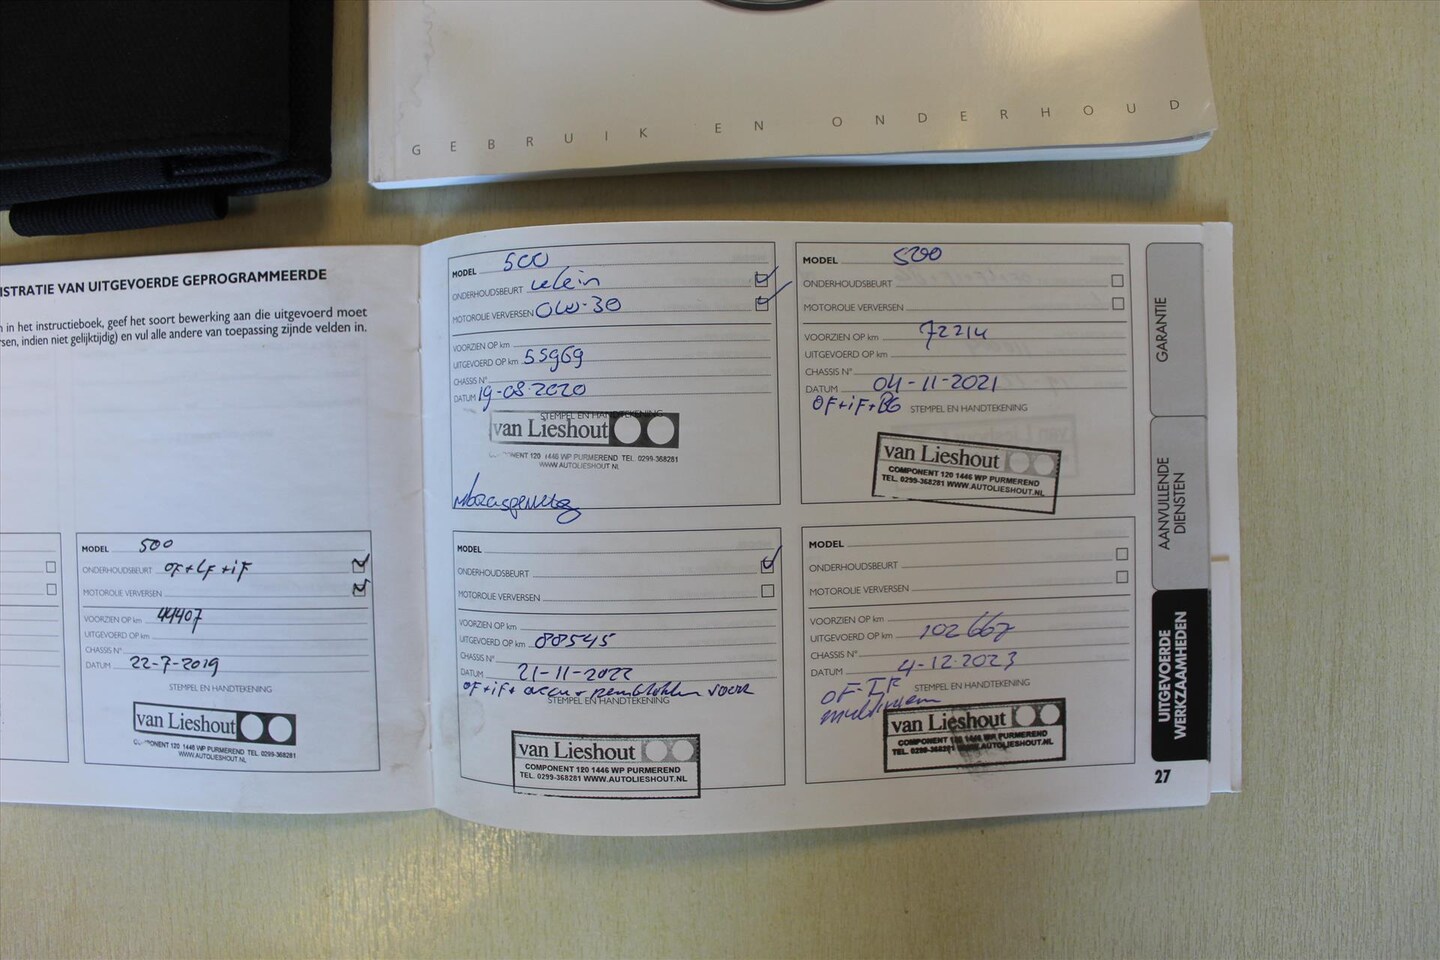 GEBRUIK EN ONDERHOUD
ISTRATIE VAN UITGEVOERDE GEPROGRAMMEERDE
n in het instructieboek, geef het soort bewerking aan die uitgevoerd moet
rsen, indien niet gelijktijdig) en vul alle andere van toepassing zijnde velden in.
MODEL 500
ONDERHOUDSBEURT OF+LF+iF
MOTOROLIE VERVERSEN
VOORZIEN OP km 44407
UITGEVOERD OP km
CHASSIS N°
DATUM 22-7-2019
STEMPEL EN HANDTEKENING
van Lieshout
COMPONENT 120 1446 WP PURMEREND TEL. 0299-368281
WWW.AUTOLIESHOUT.NL
MODEL 500
ONDERHOUDSBEURT klein
MOTOROLIE VERVERSEN 0W-30
VOORZIEN OP km
UITGEVOERD OP km 55969
CHASSIS N°
DATUM 19-08-2020
STEMPEL EN HANDTEKENING
van Lieshout
COMPONENT 120 1446 WP PURMEREND TEL. 0299-368281
WWW.AUTOLIESHOUT.NL
MODEL 500
ONDERHOUDSBEURT
MOTOROLIE VERVERSEN
VOORZIEN OP km 72214
UITGEVOERD OP km
CHASSIS N°
DATUM 04-11-2021
OF+iF+BG STEMPEL EN HANDTEKENING
van Lieshout
COMPONENT 120 1446 WP PURMEREND
TEL. 0299-368281 WWW.AUTOLIESHOUT.NL
MODEL
ONDERHOUDSBEURT
MOTOROLIE VERVERSEN
VOORZIEN OP km
UITGEVOERD OP km 88545
CHASSIS N°
DATUM 21-11-2022
OF+iF+ accu + remblokken voor
STEMPEL EN HANDTEKENING
van Lieshout
COMPONENT 120 1446 WP PURMEREND
TEL. 0299-368281 WWW.AUTOLIESHOUT.NL
MODEL
ONDERHOUDSBEURT
MOTOROLIE VERVERSEN
VOORZIEN OP km
UITGEVOERD OP km 102667
CHASSIS N°
DATUM 4-12-2023
OF-IF STEMPEL EN HANDTEKENING
multiriem
van Lieshout
COMPONENT 120 1446 WP PURMEREND
TEL. 0299-368281 WWW.AUTOLIESHOUT.NL
GARANTIE
AANVULLENDE
DIENSTEN
UITGEVOERDE
WERKZAAMHEDEN
27